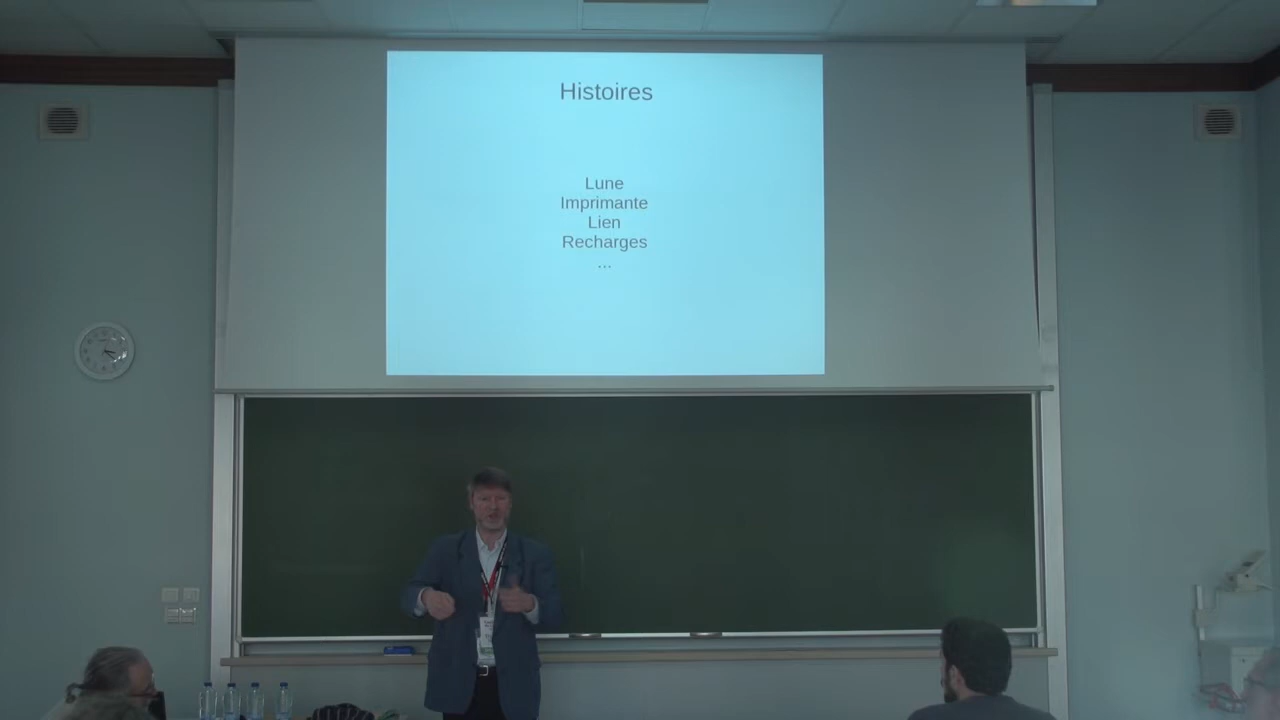 Histoires
Lune
Imprimante
Lien
Recharges
...